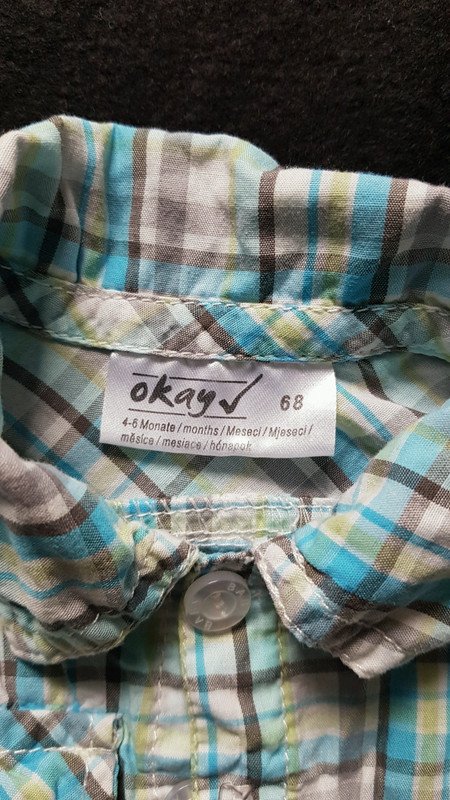 okay✓ 68
4-6 Monate / months / Meseci / Mjeseci /
měsíce / mesiace / hónapok